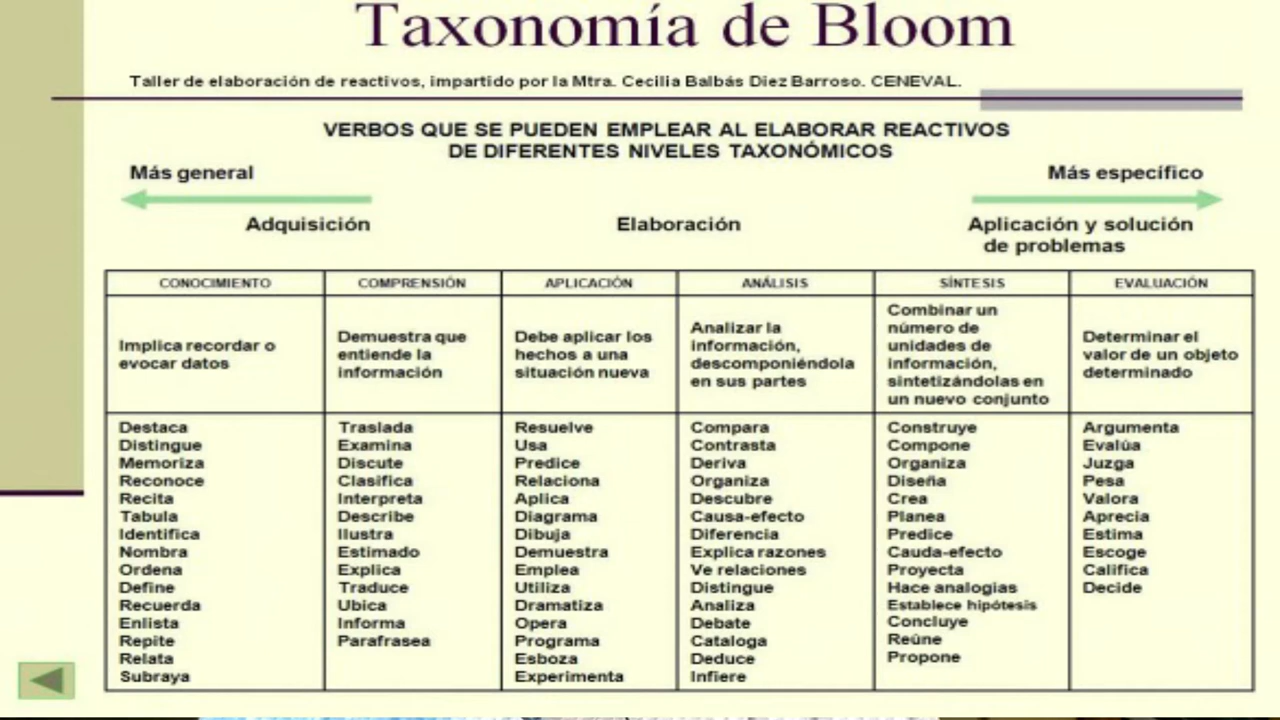 Taxonomía de Bloom
Taller de elaboración de reactivos, impartido por la Mtra. Cecilia Balbás Diez Barroso. CENEVAL.
VERBOS QUE SE PUEDEN EMPLEAR AL ELABORAR REACTIVOS
DE DIFERENTES NIVELES TAXONÓMICOS
Más general
Más específico
Adquisición
Elaboración
Aplicación y solución
de problemas
CONOCIMIENTO
COMPRENSIÓN
APLICACIÓN
ANÁLISIS
SÍNTESIS
EVALUACIÓN
Implica recordar o
evocar datos
Demuestra que
entiende la
información
Debe aplicar los
hechos a una
situación nueva
Analizar la
información,
descomponiéndola
en sus partes
Combinar un
número de
unidades de
información,
sintetizándolas en
un nuevo conjunto
Determinar el
valor de un objeto
determinado
Destaca
Distingue
Memoriza
Reconoce
Recita
Tabula
Identifica
Nombra
Ordena
Define
Recuerda
Enlista
Repite
Relata
Subraya
Traslada
Examina
Discute
Clasifica
Interpreta
Describe
Ilustra
Estimado
Explica
Traduce
Ubica
Informa
Parafrasea
Resuelve
Usa
Predice
Relaciona
Aplica
Diagrama
Dibuja
Demuestra
Emplea
Utiliza
Dramatiza
Opera
Programa
Esboza
Experimenta
Compara
Contrasta
Deriva
Organiza
Descubre
Causa-efecto
Diferencia
Explica razones
Ve relaciones
Distingue
Analiza
Debate
Cataloga
Deduce
Infiere
Construye
Compone
Organiza
Diseña
Crea
Planea
Predice
Cauda-efecto
Proyecta
Hace analogías
Establece hipótesis
Concluye
Reúne
Propone
Argumenta
Evalúa
Juzga
Pesa
Valora
Aprecia
Estima
Escoge
Califica
Decide